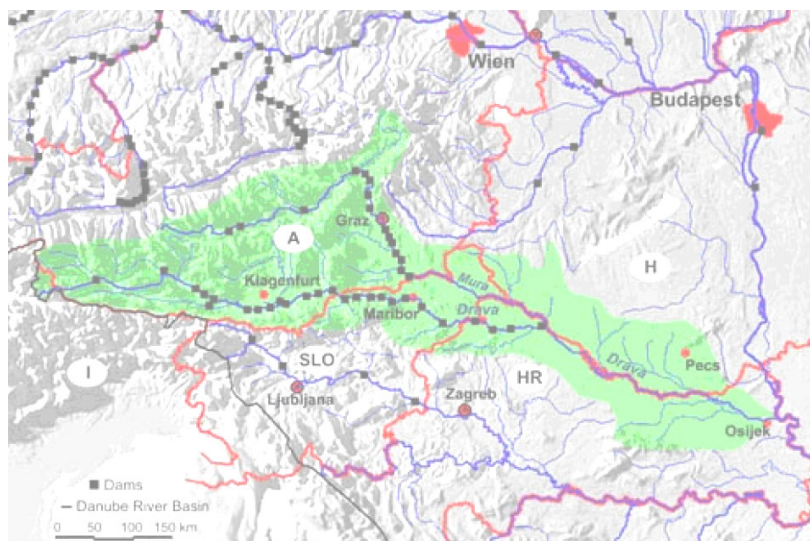 Wien
Budapest
Graz
A
H
Klagenfurt
Mura
Maribor
Drava
SLO
Drava
Pecs
I
HR
Ljubljana
Zagreb
Osijek
Dams
Danube River Basin
0 50 100 150 km